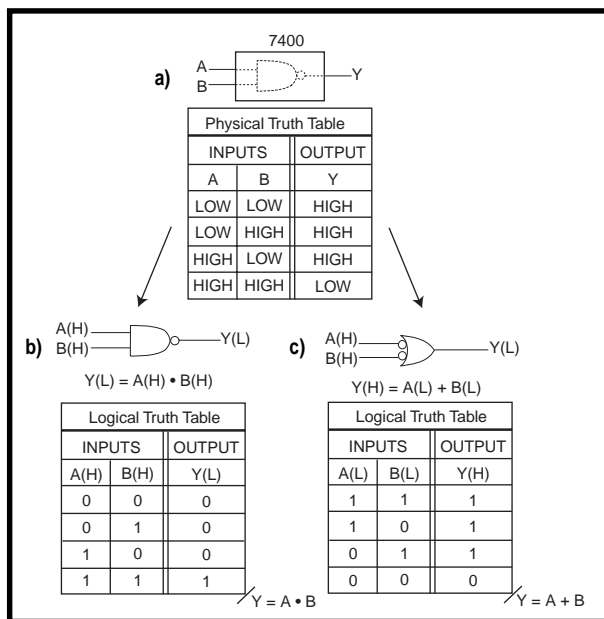 7400
a)
A
B
Y
Physical Truth Table
INPUTS OUTPUT
A B Y
LOW LOW HIGH
LOW HIGH HIGH
HIGH LOW HIGH
HIGH HIGH LOW
b)
A(H)
B(H)
Y(L)
Y(L) = A(H) • B(H)
Logical Truth Table
INPUTS OUTPUT
A(H) B(H) Y(L)
0 0 0
0 1 0
1 0 0
1 1 1
Y = A • B
c)
A(H)
B(H)
Y(L)
Y(H) = A(L) + B(L)
Logical Truth Table
INPUTS OUTPUT
A(L) B(L) Y(H)
1 1 1
1 0 1
0 1 1
0 0 0
Y = A + B